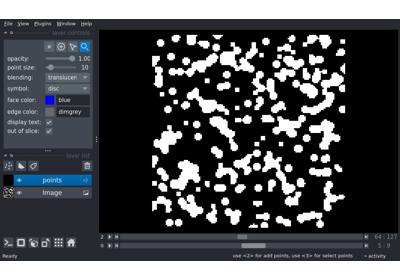 File View Plugins Window Help
layer controls
opacity: 1.00
point size: 10
blending: translucen
symbol: disc
face color: blue
edge color: dimgrey
display text:
out of slice:
layer list
points
Image
2 64 127
0 5 9
Ready use <2> for add points, use <3> for select points activity